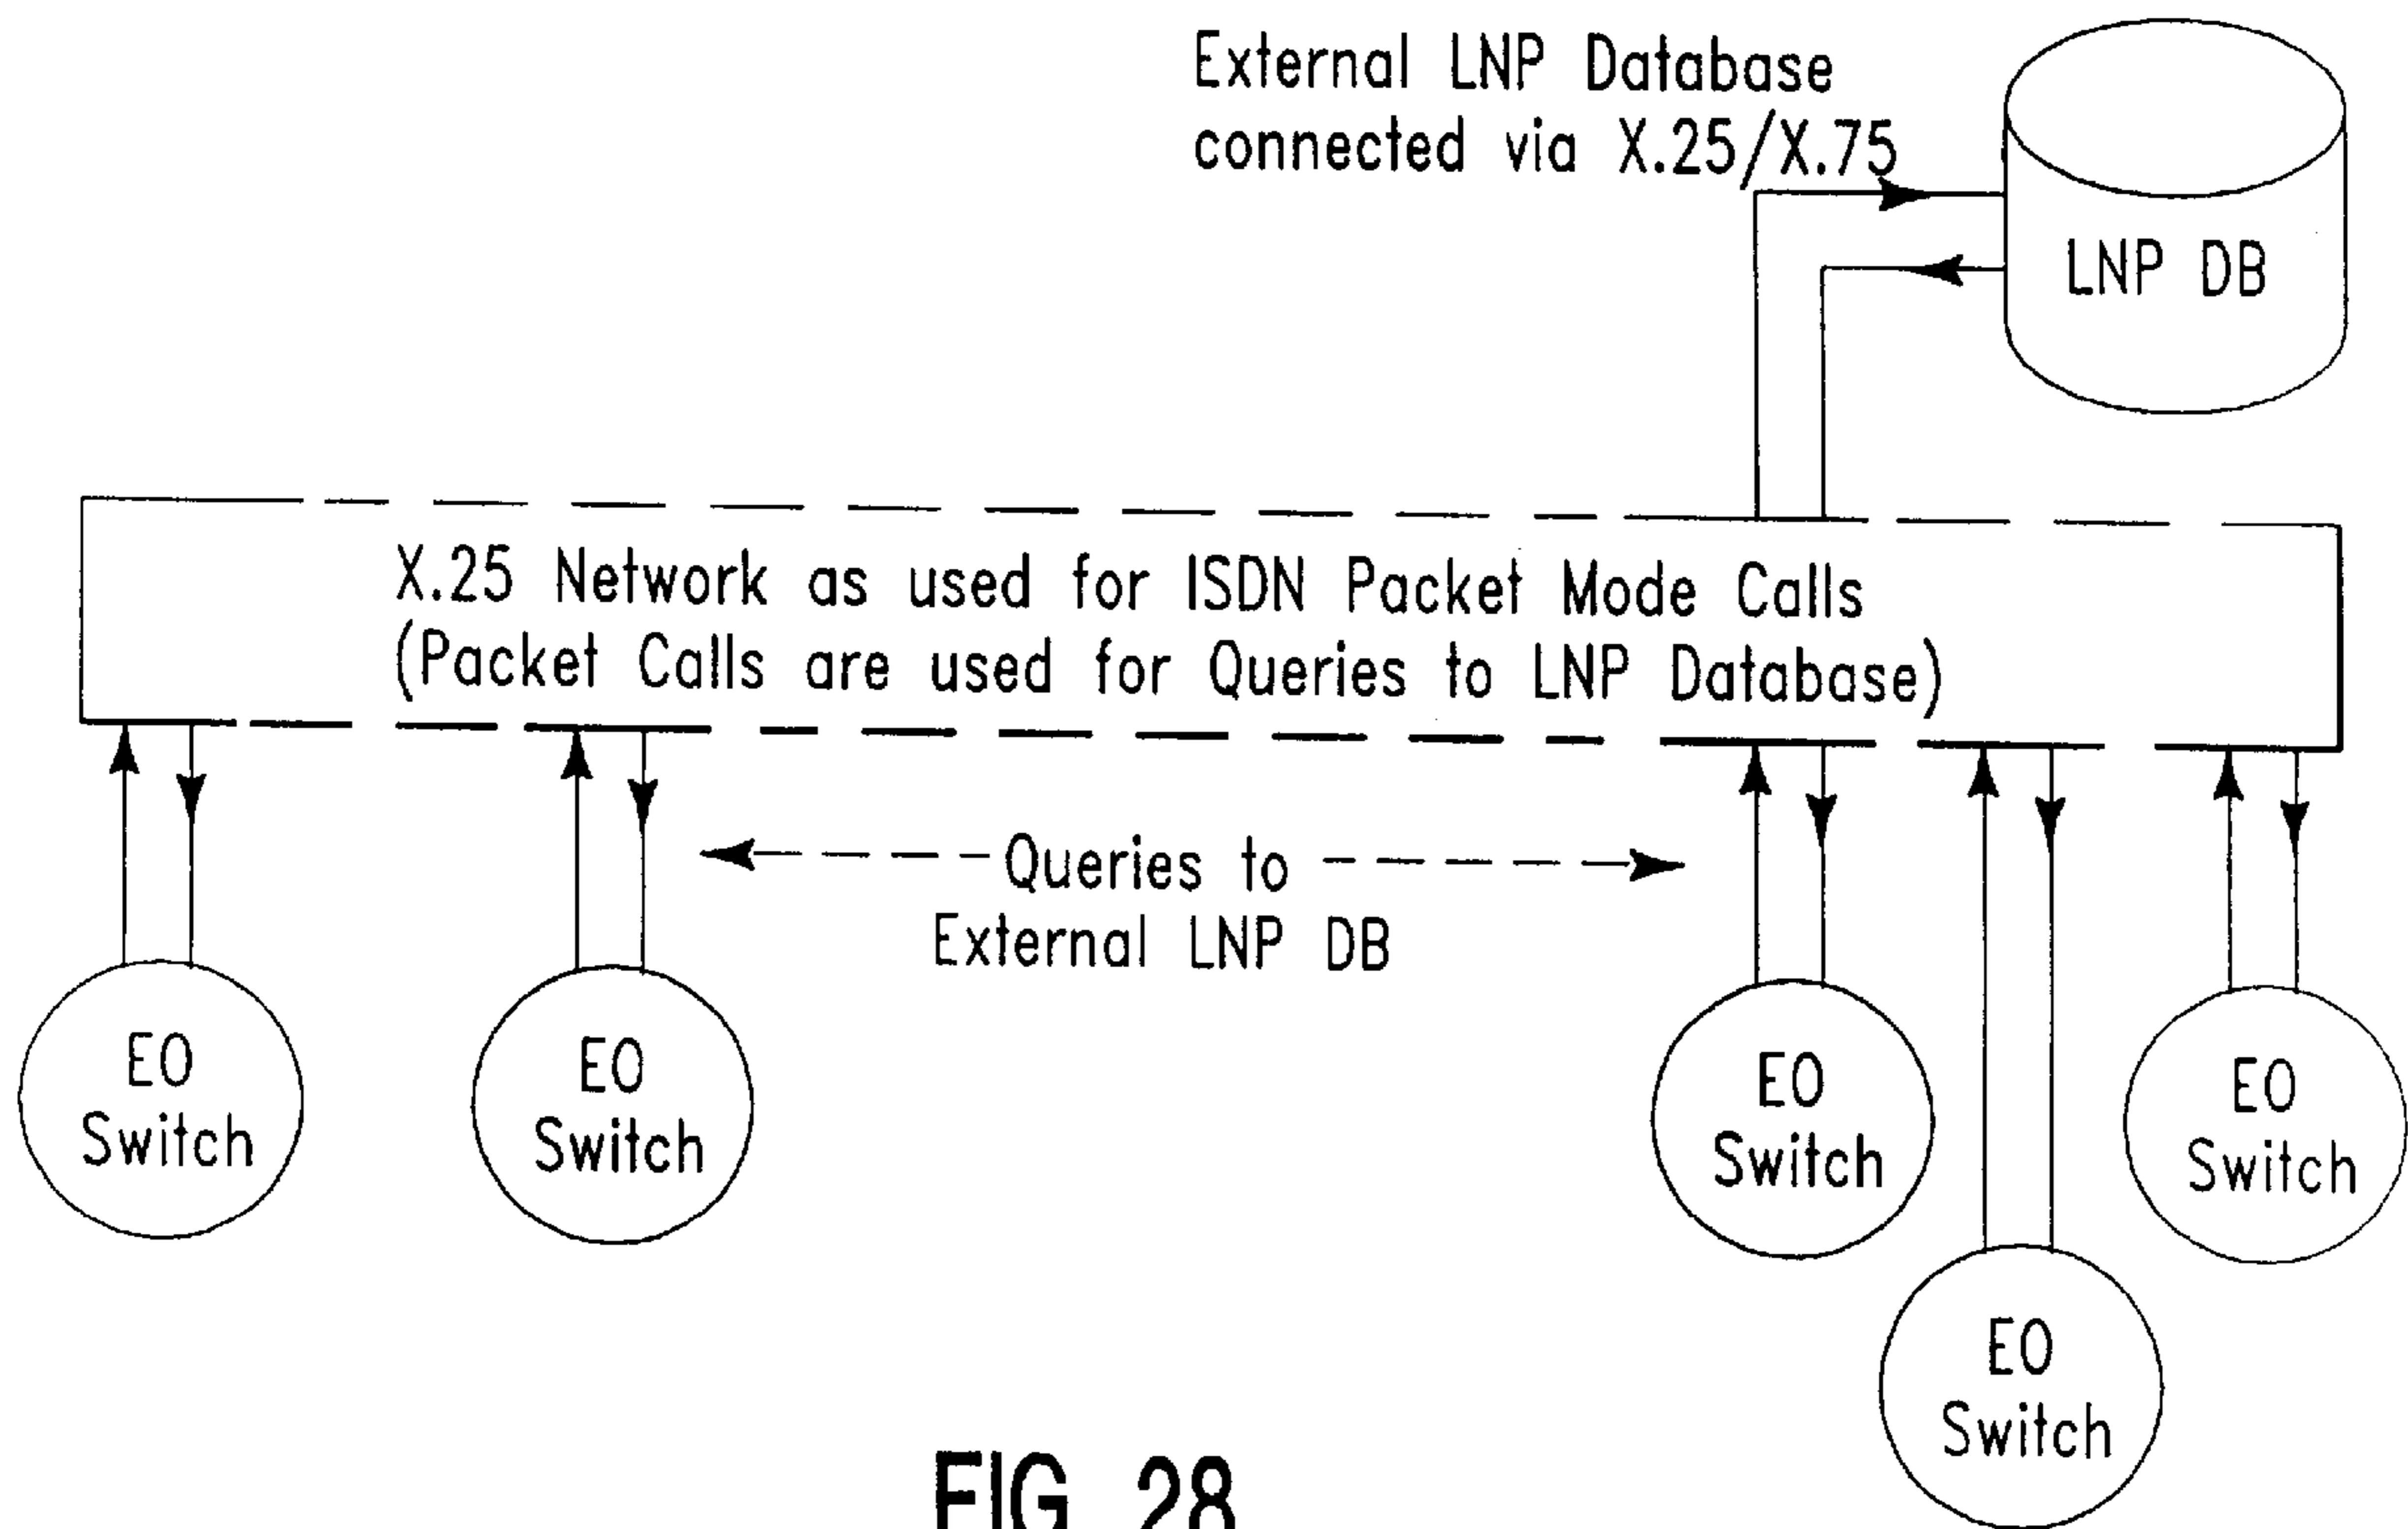 External LNP Database
connected via X.25/X.75
LNP DB
X.25 Network as used for ISDN Packet Mode Calls
(Packet Calls are used for Queries to LNP Database)
Queries to
External LNP DB
EO
Switch
EO
Switch
EO
Switch
EO
Switch
EO
Switch
FIG 28